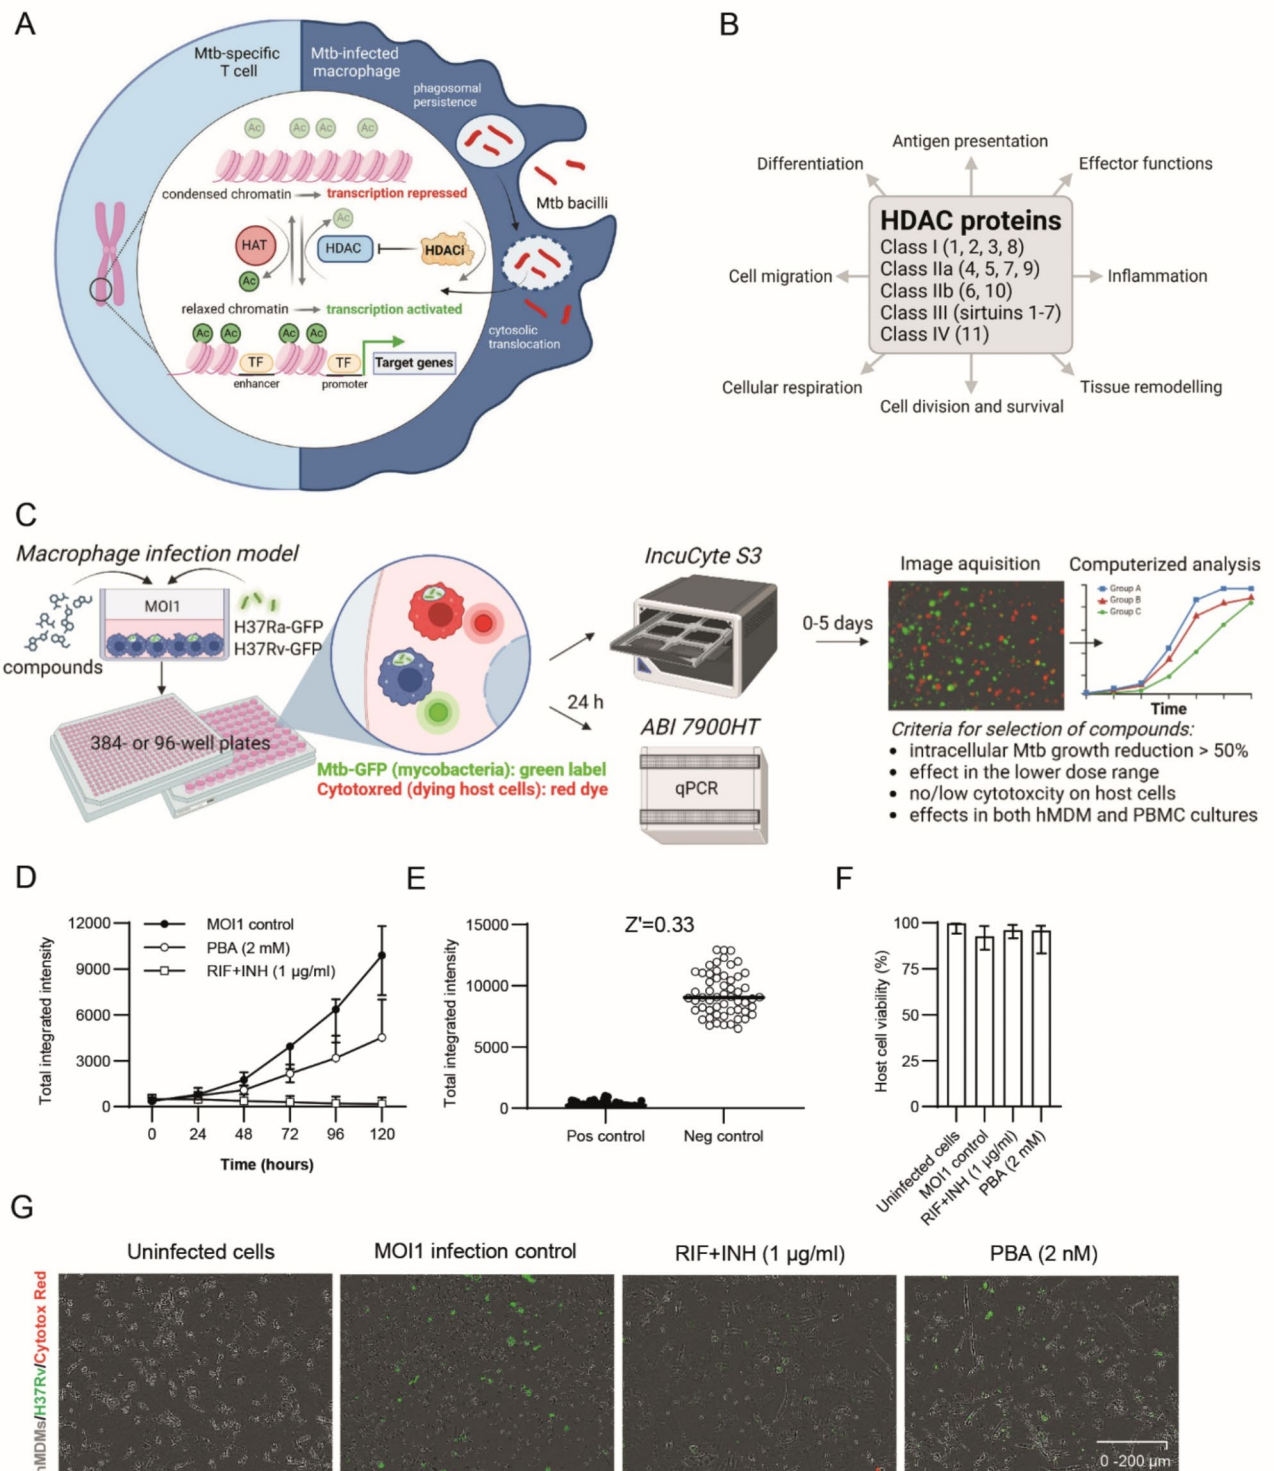 A
Mtb-specific
T cell
Mtb-infected
macrophage
phagosomal
persistence
Ac Ac Ac Ac
condensed chromatin transcription repressed
Mtb bacilli
Ac
HAT
HDAC
HDACi
Ac
relaxed chromatin transcription activated
cytosolic
translocation
Ac Ac Ac Ac
TF TF Target genes
enhancer promoter
B
Antigen presentation
Differentiation
Effector functions
HDAC proteins
Class I (1, 2, 3, 8)
Class IIa (4, 5, 7, 9)
Class IIb (6, 10)
Class III (sirtuins 1-7)
Class IV (11)
Cell migration
Inflammation
Cellular respiration
Tissue remodelling
Cell division and survival
C
Macrophage infection model
MOI1
H37Ra-GFP
H37Rv-GFP
compounds
384- or 96-well plates
Mtb-GFP (mycobacteria): green label
Cytotoxred (dying host cells): red dye
24 h
IncuCyte S3
ABI 7900HT
qPCR
0-5 days
Image aquisition
Computerized analysis
Group A
Group B
Group C
Time
Criteria for selection of compounds:
• intracellular Mtb growth reduction > 50%
• effect in the lower dose range
• no/low cytotoxcity on host cells
• effects in both hMDM and PBMC cultures
D
Total integrated intensity
12000
9000
6000
3000
0
MOI1 control
PBA (2 mM)
RIF+INH (1 µg/ml)
0 24 48 72 96 120
Time (hours)
E
Total integrated intensity
15000
10000
5000
0
Z'=0.33
Pos control Neg control
F
Host cell viability (%)
100
75
50
25
0
Uninfected cells
MOI1 control
RIF+INH (1 µg/ml)
PBA (2 mM)
G
Uninfected cells
MOI1 infection control
RIF+INH (1 µg/ml)
PBA (2 nM)
hMDMs/H37Rv/Cytotox Red
0 -200 µm